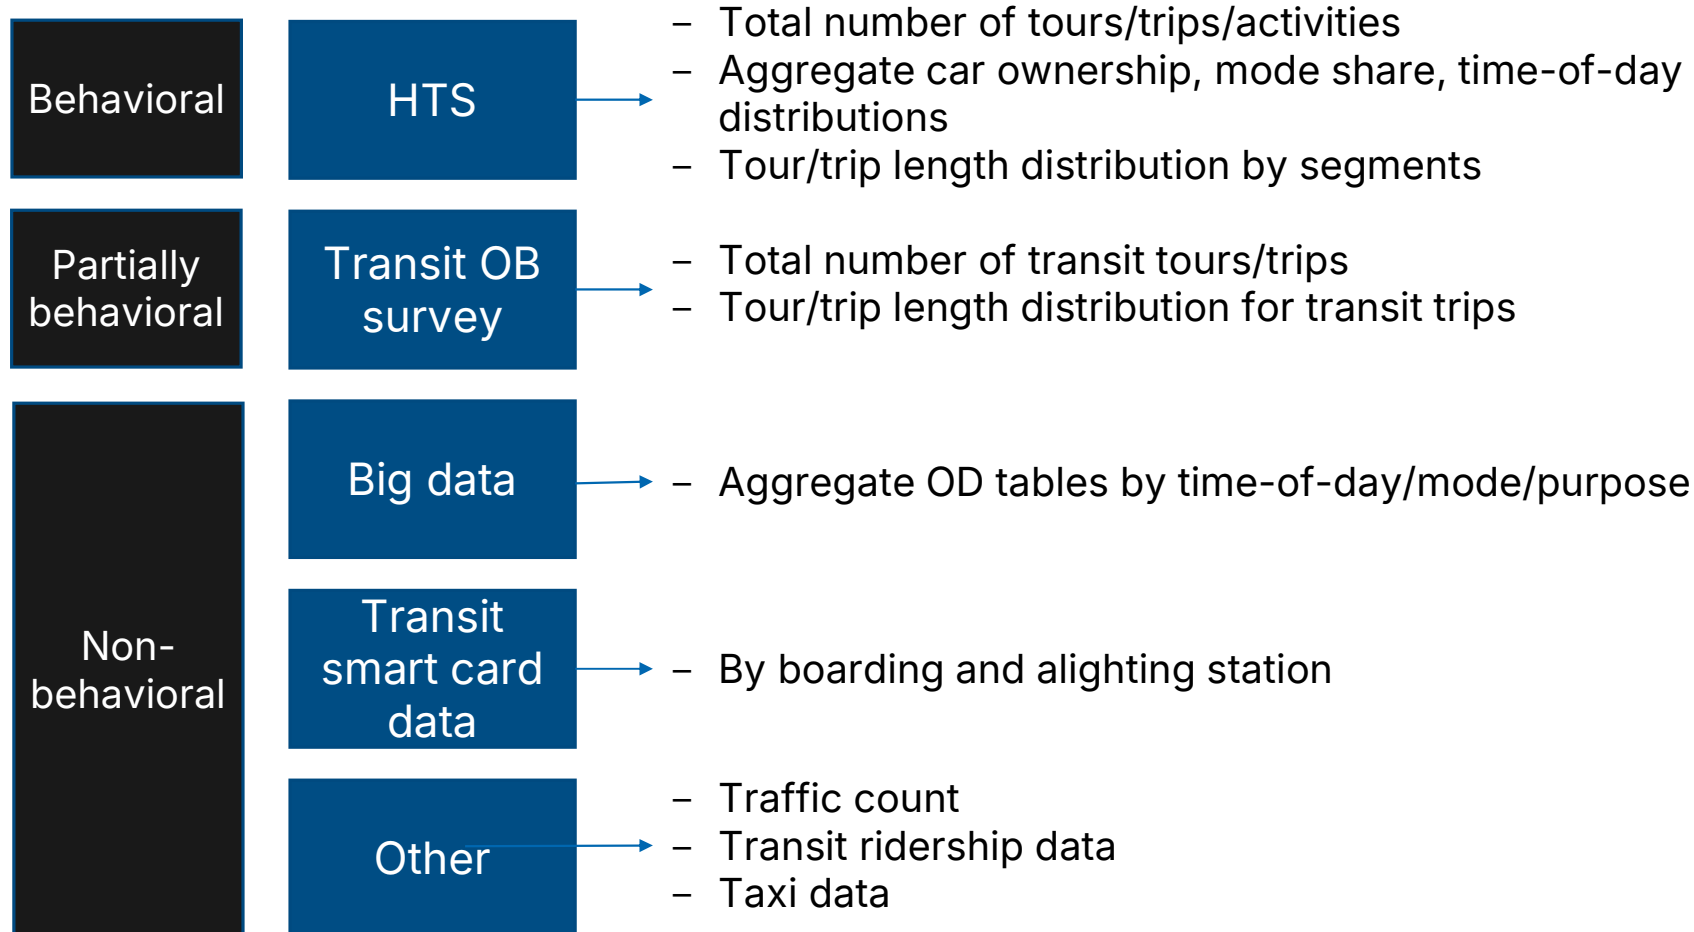 Behavioral
HTS
– Total number of tours/trips/activities
– Aggregate car ownership, mode share, time-of-day
distributions
– Tour/trip length distribution by segments
Partially
behavioral
Transit OB
survey
– Total number of transit tours/trips
– Tour/trip length distribution for transit trips
Non-
behavioral
Big data
– Aggregate OD tables by time-of-day/mode/purpose
Transit
smart card
data
– By boarding and alighting station
Other
– Traffic count
– Transit ridership data
– Taxi data